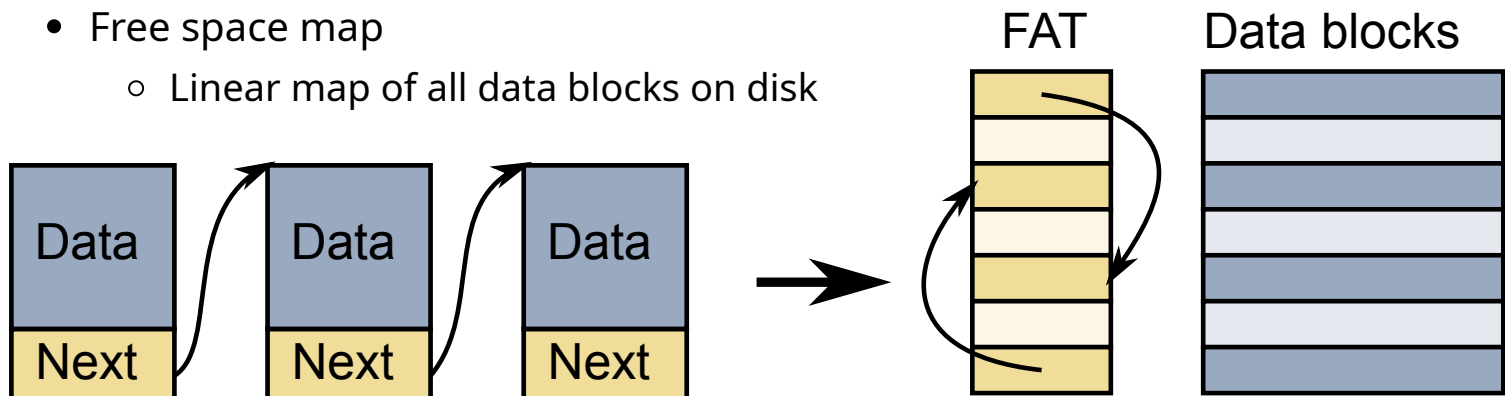 • Free space map
○ Linear map of all data blocks on disk
FAT
Data blocks
Data
Data
Data
Next
Next
Next